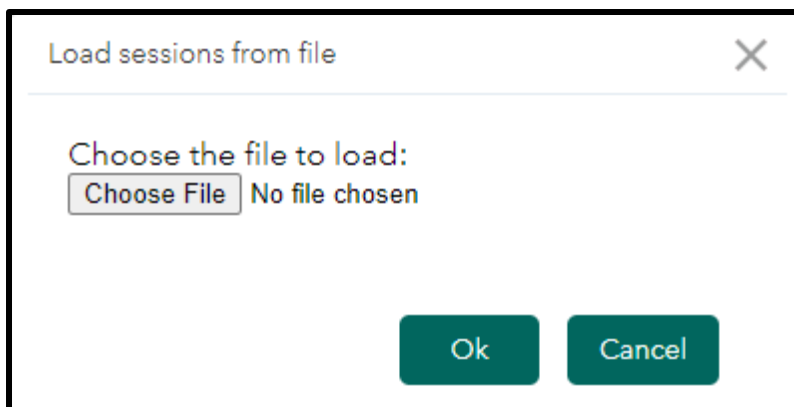 Load sessions from file
Choose the file to load:
Choose File No file chosen
Ok Cancel